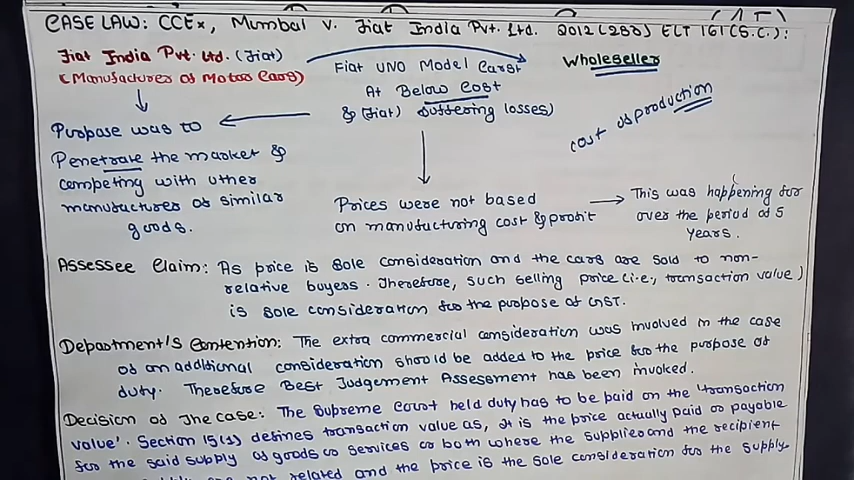 CASE LAW: CCEx, Mumbai V. Fiat India Pvt. Ltd. 2012 (283) ELT 161 (S.C.):
Fiat India Pvt. Ltd. (Fiat)
(Manufacturer of Motor Cars)
Fiat UNO Model Cars
At Below Cost
& (Fiat) suffering losses)
Wholeseller
Cost of production
Purpose was to
Penetrate the market &
competing with other
manufacturer of similar
goods.
Prices were not based
on manufacturing cost & profit
This was happening for
over the period of 5
Years.
Assessee Claim: As price is sole consideration and the cars are sold to non-
relative buyers. Therefore, such selling price (i.e., transaction value)
is sole consideration for the purpose of GST.
Department's Contention: The extra commercial consideration was involved in the case
of an additional consideration should be added to the price for the purpose of
duty. Therefore Best Judgement Assessment has been invoked.
Decision of The case: The Supreme Court held duty has to be paid on the 'transaction
value'. Section 15(1) defines transaction value as, it is the price actually paid or payable
for the said supply of goods or services or both where the supplier and the recipient
not related and the price is the sole consideration for the supply.